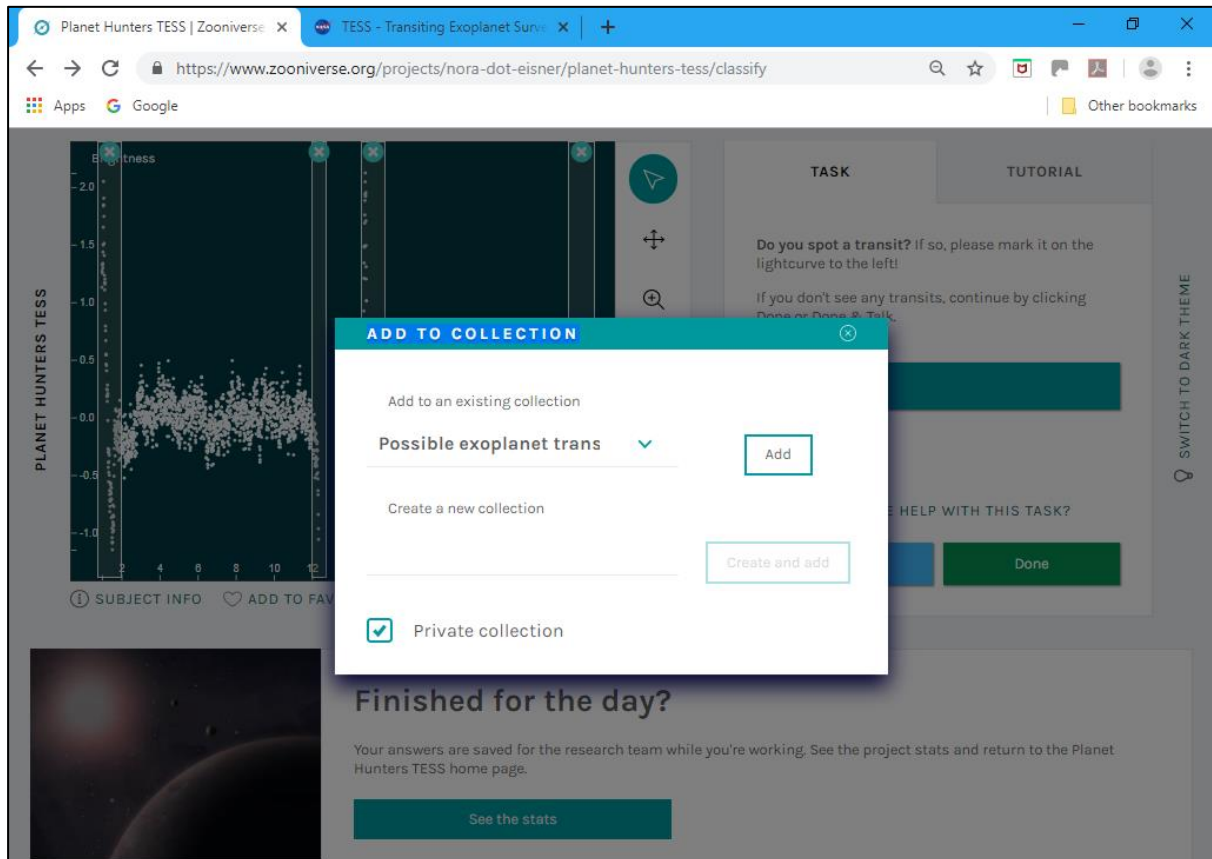 Planet Hunters TESS | Zooniverse
TESS - Transiting Exoplanet Surve
https://www.zooniverse.org/projects/nora-dot-eisner/planet-hunters-tess/classify
Apps Google Other bookmarks
PLANET HUNTERS TESS
Brightness
2.0
1.5
1.0
0.5
0.0
-0.5
-1.0
2 4 6 8 10 12
SUBJECT INFO ADD TO FAV
TASK TUTORIAL
Do you spot a transit? If so, please mark it on the
lightcurve to the left!
If you don't see any transits, continue by clicking
Done or Done & Talk.
HELP WITH THIS TASK?
Done
SWITCH TO DARK THEME
ADD TO COLLECTION
Add to an existing collection
Possible exoplanet trans
Add
Create a new collection
Create and add
Private collection
Finished for the day?
Your answers are saved for the research team while you're working. See the project stats and return to the Planet
Hunters TESS home page.
See the stats